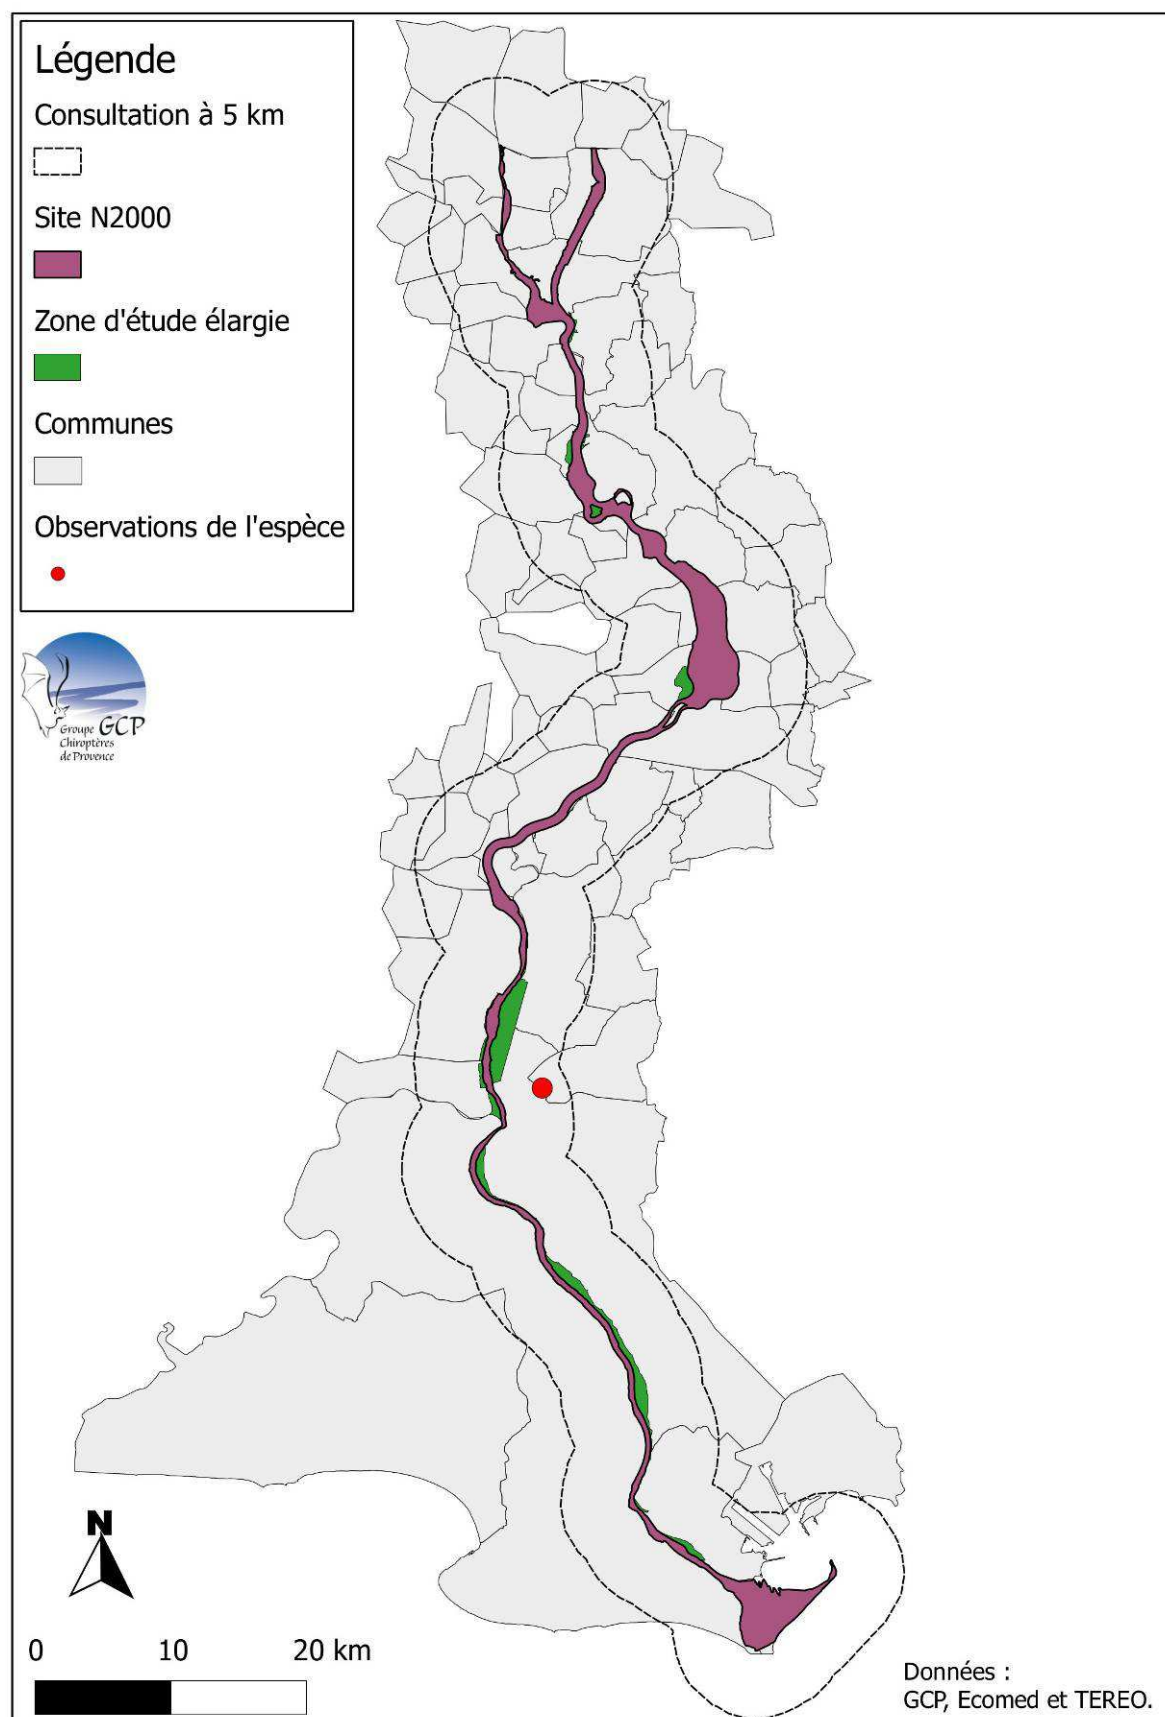 Légende
Consultation à 5 km
Site N2000
Zone d'étude élargie
Communes
Observations de l'espèce
Groupe GCP
Chiroptères
de Provence
N
0 10 20 km
Données :
GCP, Ecomed et TEREO.